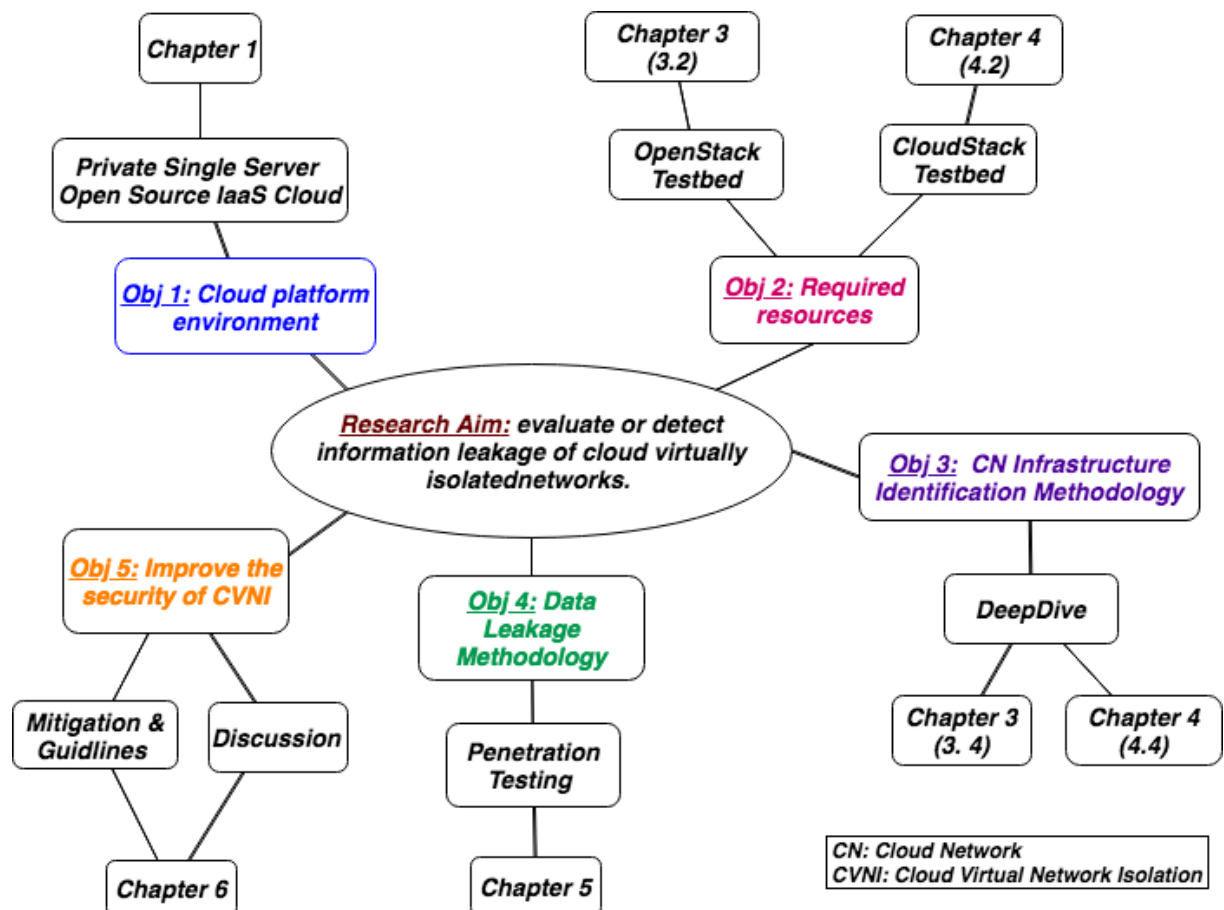 Chapter 1
Chapter 3
(3.2)
Chapter 4
(4.2)
Private Single Server
Open Source IaaS Cloud
OpenStack
Testbed
CloudStack
Testbed
Obj 1: Cloud platform
environment
Obj 2: Required
resources
Research Aim: evaluate or detect
information leakage of cloud virtually
isolatednetworks.
Obj 3:  CN Infrastructure
Identification Methodology
Obj 5: Improve the
security of CVNI
Obj 4: Data
Leakage
Methodology
DeepDive
Mitigation &
Guidlines
Discussion
Penetration
Testing
Chapter 3
(3. 4)
Chapter 4
(4.4)
Chapter 6
Chapter 5
CN: Cloud Network
CVNI: Cloud Virtual Network Isolation